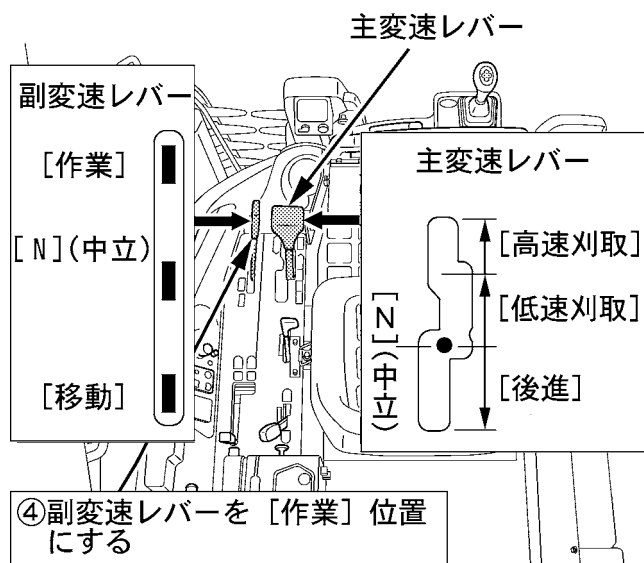 主変速レバー
副変速レバー
[作業]
[N](中立)
[移動]
主変速レバー
[高速刈取]
[低速刈取]
[N](中立)
[後進]
④副変速レバーを［作業］位置
にする